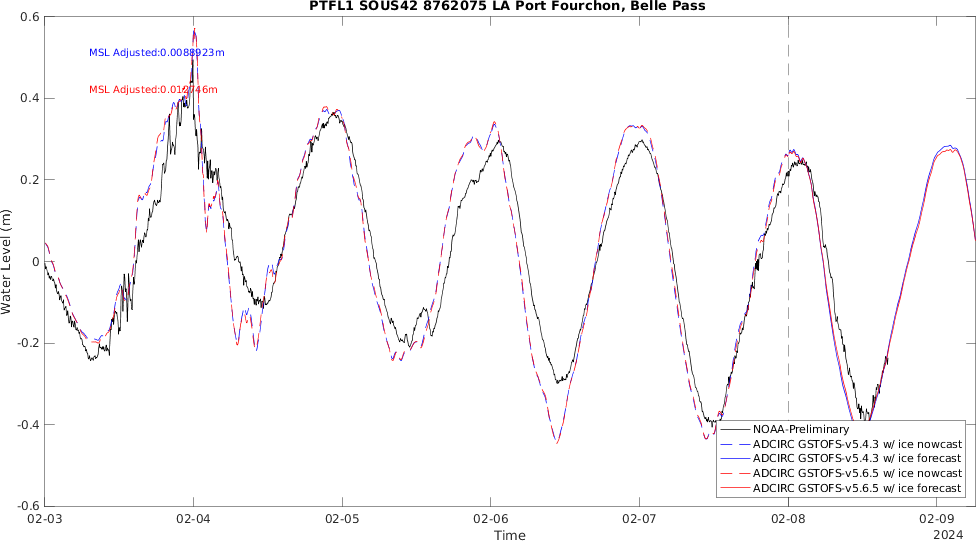 PTFL1 SOUS42 8762075 LA Port Fourchon, Belle Pass
0.6
MSL Adjusted:0.0088923m
MSL Adjusted:0.012746m
0.4
0.2
0
-0.2
-0.4
-0.6
Water Level (m)
NOAA-Preliminary
ADCIRC GSTOFS-v5.4.3 w/ ice nowcast
ADCIRC GSTOFS-v5.4.3 w/ ice forecast
ADCIRC GSTOFS-v5.6.5 w/ ice nowcast
ADCIRC GSTOFS-v5.6.5 w/ ice forecast
02-03 02-04 02-05 02-06 02-07 02-08 02-09
Time
2024